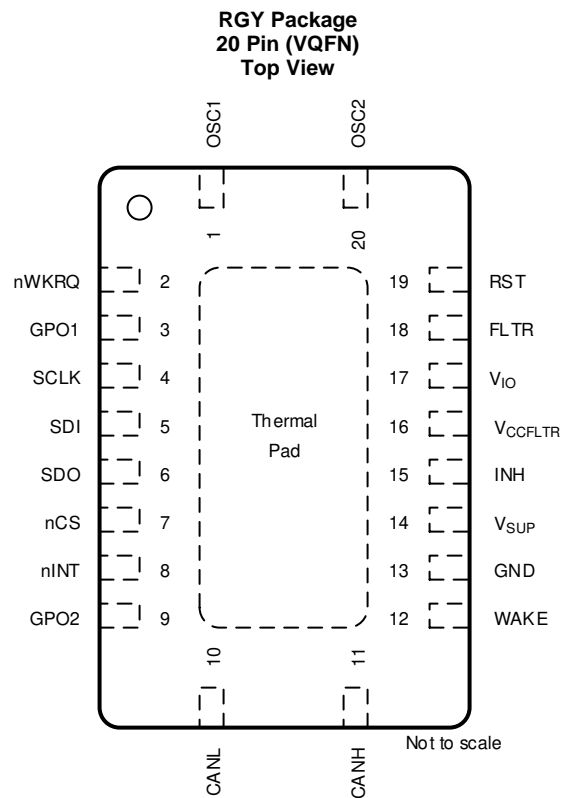 RGY Package
20 Pin (VQFN)
Top View
OSC1
OSC2
1
20
nWKRQ 2 19 RST
GPO1 3 18 FLTR
SCLK 4 17 VIO
SDI 5 Thermal 16 VCCFLTR
Pad
SDO 6 15 INH
nCS 7 14 VSUP
nINT 8 13 GND
GPO2 9 12 WAKE
10
11
CANL
CANH
Not to scale